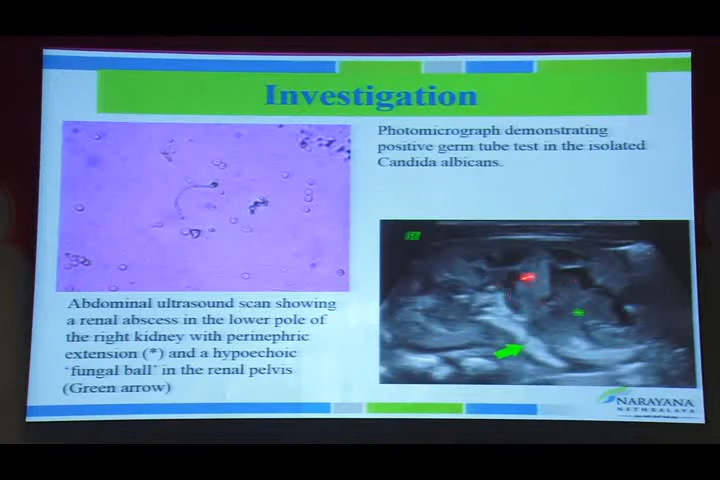 Investigation
Photomicrograph demonstrating
positive germ tube test in the isolated
Candida albicans.
Abdominal ultrasound scan showing
a renal abscess in the lower pole of
the right kidney with perinephric
extension (*) and a hypoechoic
‘fungal ball’ in the renal pelvis
(Green arrow)
NARAYANA
NETHRALAYA